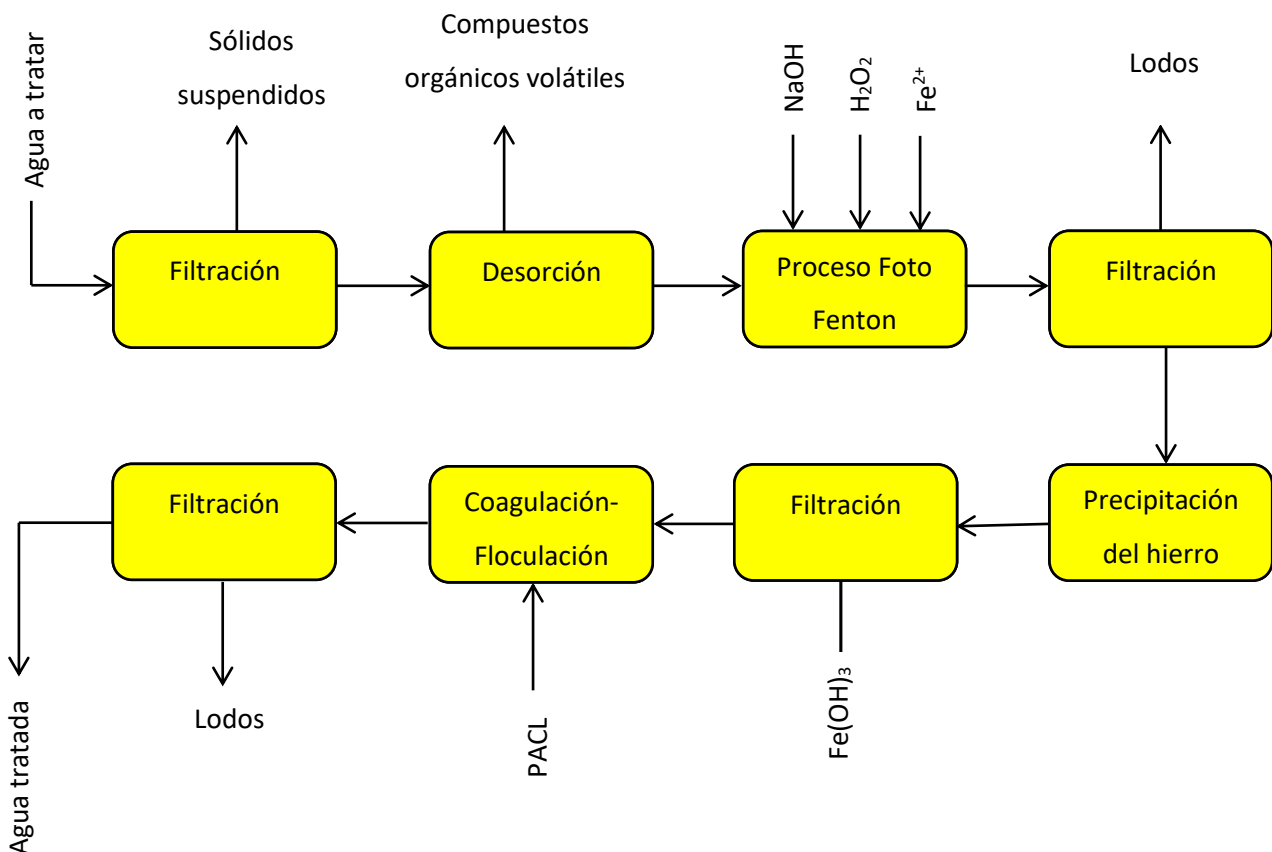 Agua a tratar
Sólidos
suspendidos
Compuestos
orgánicos volátiles
NaOH
H₂O₂
Fe²⁺
Lodos
Filtración
Desorción
Proceso Foto
Fenton
Filtración
Filtración
Coagulación-
Floculación
Filtración
Precipitación
del hierro
Agua tratada
Lodos
PACL
Fe(OH)₃